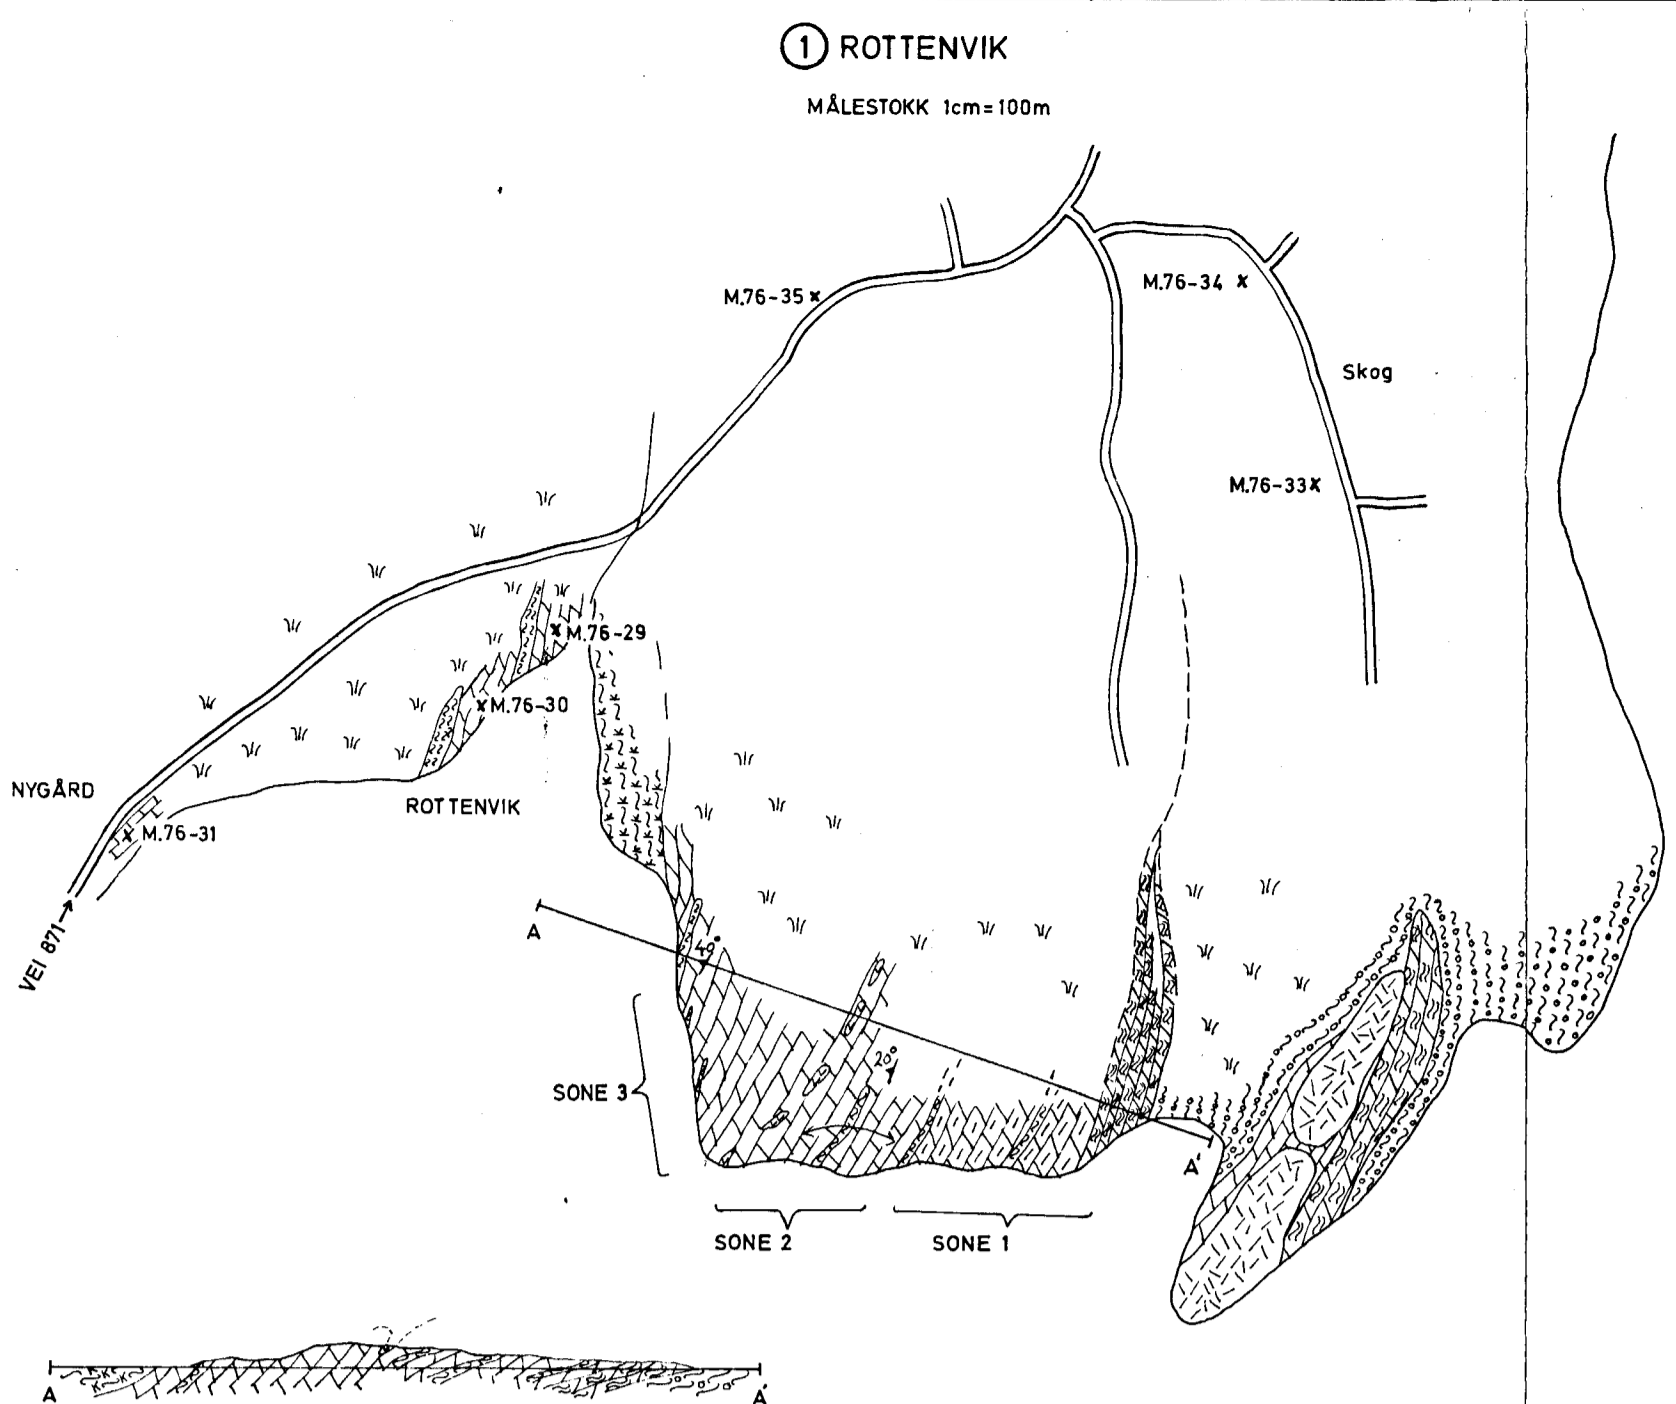 1 ROTTENVIK
MÅLESTOKK 1cm=100m
M.76-35
M.76-34
Skog
M.76-33
M.76-29
M.76-30
NYGÅRD
ROTTENVIK
M.76-31
VEI 871
A
40°
20°
SONE 3
A'
SONE 2
SONE 1
A
A'